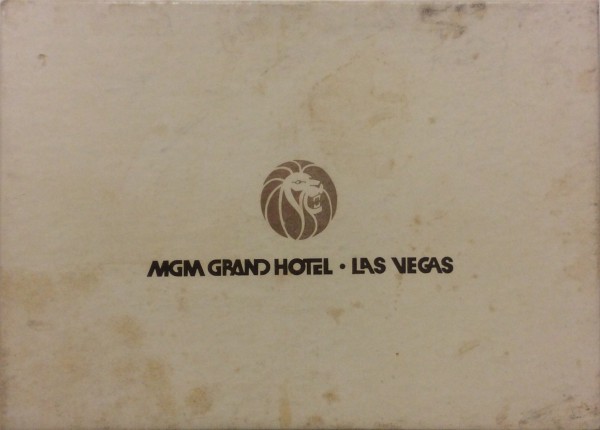 MGM GRAND HOTEL • LAS VEGAS